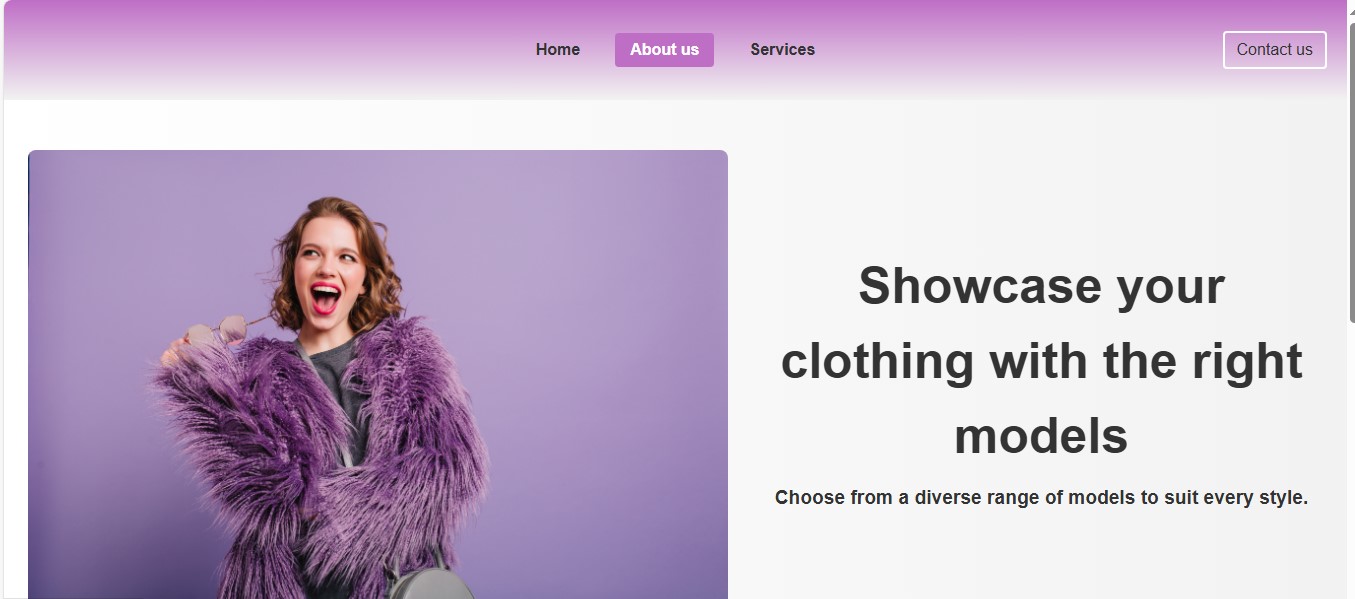 Home
About us
Services
Contact us
Showcase your
clothing with the right
models
Choose from a diverse range of models to suit every style.